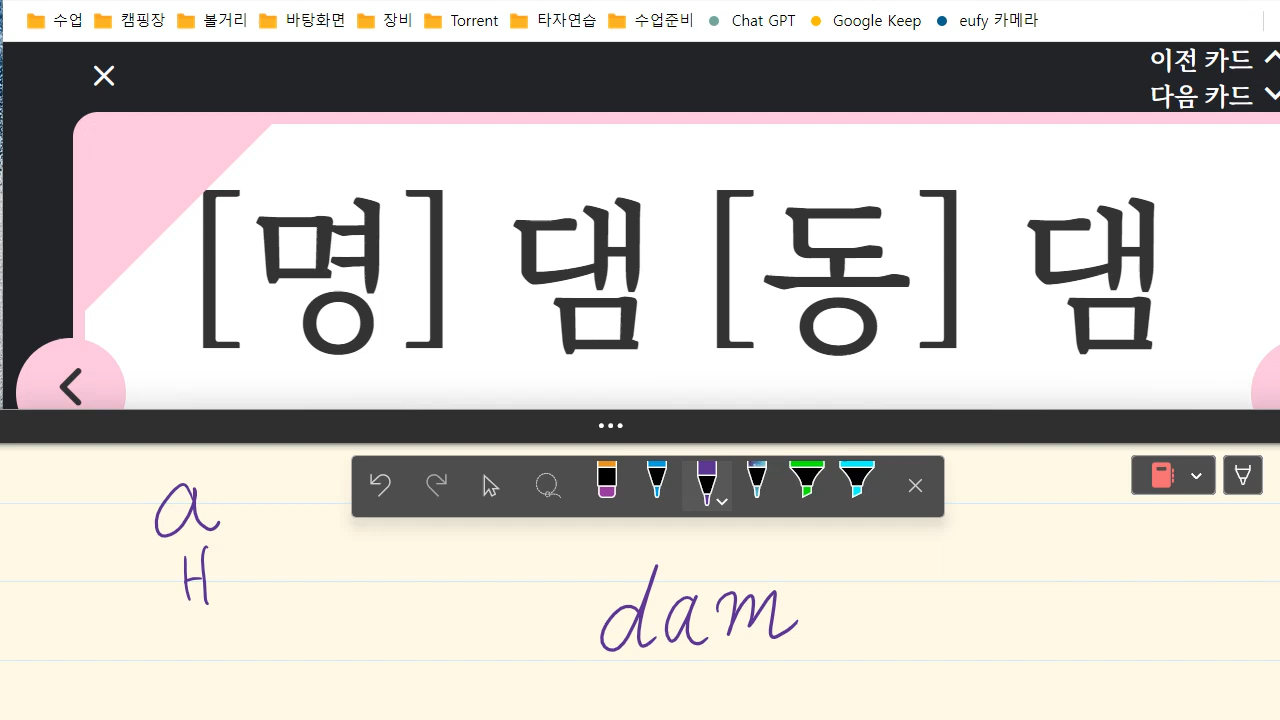 수업 캠핑장 볼거리 바탕화면 장비 Torrent 타자연습 수업준비 Chat GPT Google Keep eufy 카메라
이전 카드
다음 카드
[명] 댐 [동] 댐
a
ㅐ
dam